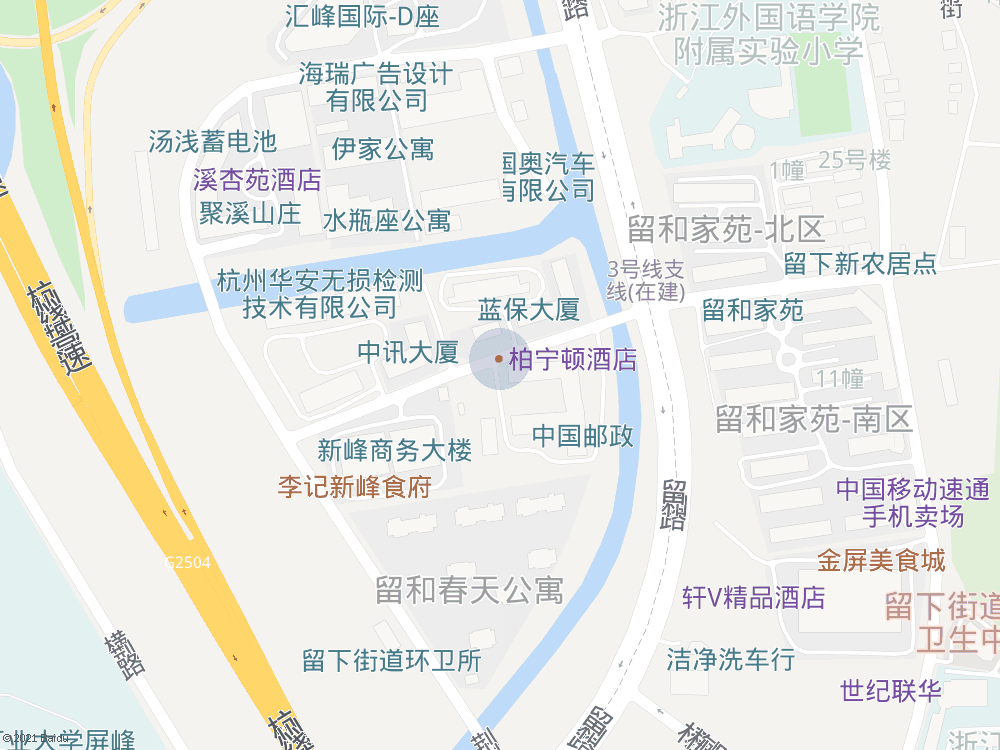 汇峰国际-D座
浙江外国语学院
附属实验小学
街
路
海瑞广告设计
有限公司
汤浅蓄电池
伊家公寓
国奥汽车
有限公司
1幢
25号楼
溪杏苑酒店
聚溪山庄
水瓶座公寓
留和家苑-北区
3号线支
线(在建)
留下新农居点
杭州华安无损检测
技术有限公司
蓝保大厦
留和家苑
中讯大厦
柏宁顿酒店
11幢
留和家苑-南区
中国邮政
新峰商务大楼
李记新峰食府
中国移动速通
手机卖场
留和路
金屏美食城
G2504
留和春天公寓
轩V精品酒店
留下街道
卫生中
横街路
留下街道环卫所
洁净洗车行
世纪联华
大学屏峰
浙江
© 2021 Baidu